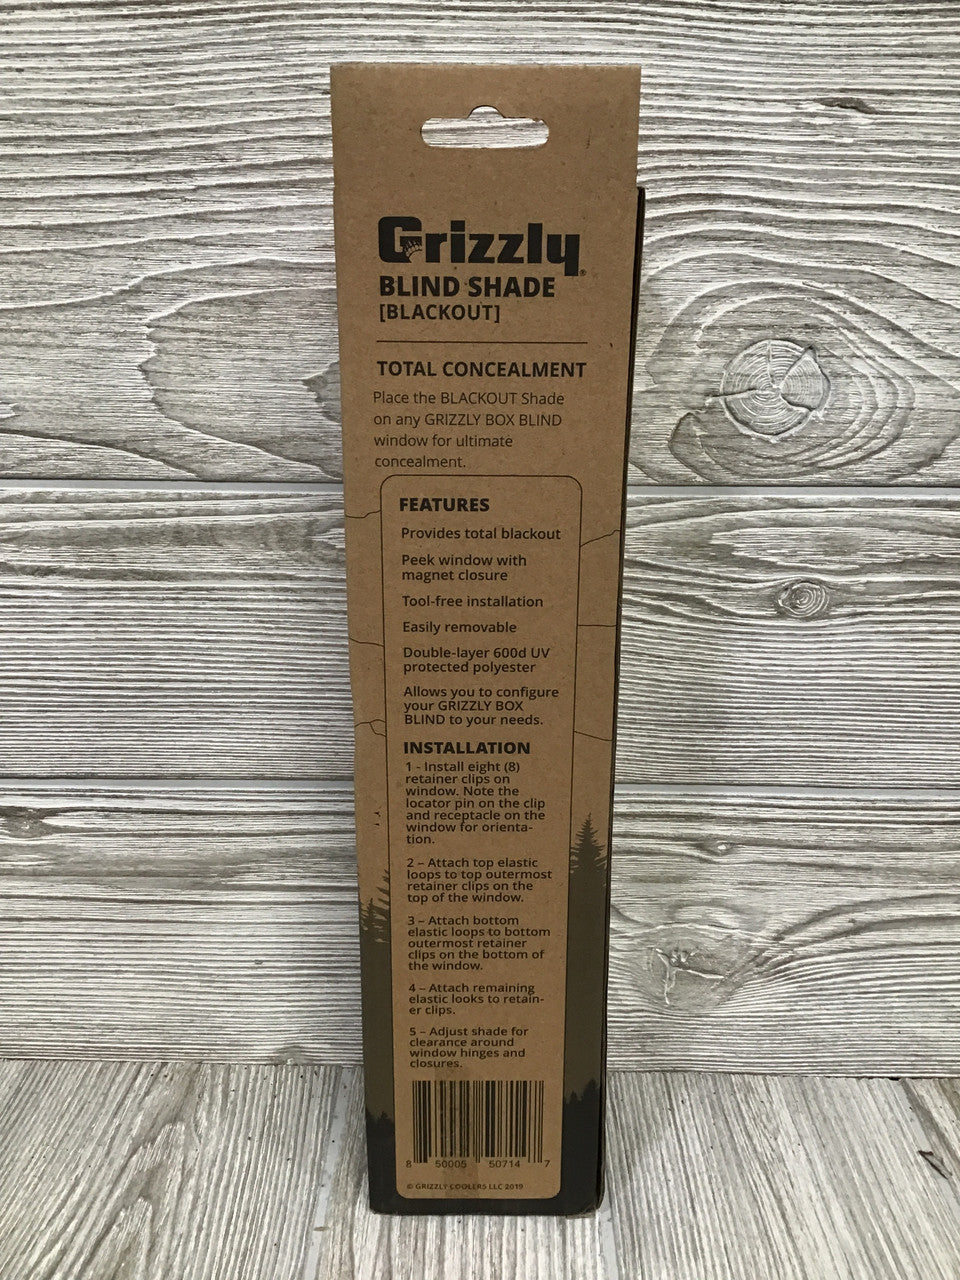 Grizzly®
BLIND SHADE
[BLACKOUT]
TOTAL CONCEALMENT
Place the BLACKOUT Shade
on any GRIZZLY BOX BLIND
window for ultimate
concealment.
FEATURES
Provides total blackout
Peek window with
magnet closure
Tool-free installation
Easily removable
Double-layer 600d UV
protected polyester
Allows you to configure
your GRIZZLY BOX
BLIND to your needs.
INSTALLATION
1 - Install eight (8)
retainer clips on
window. Note the
locator pin on the clip
and receptacle on the
window for orienta-
tion.
2 – Attach top elastic
loops to top outermost
retainer clips on the
top of the window.
3 – Attach bottom
elastic loops to bottom
outermost retainer
clips on the bottom of
the window.
4 – Attach remaining
elastic looks to retain-
er clips.
5 – Adjust shade for
clearance around
window hinges and
closures.
8 50005 50714 7
© GRIZZLY COOLERS LLC 2019